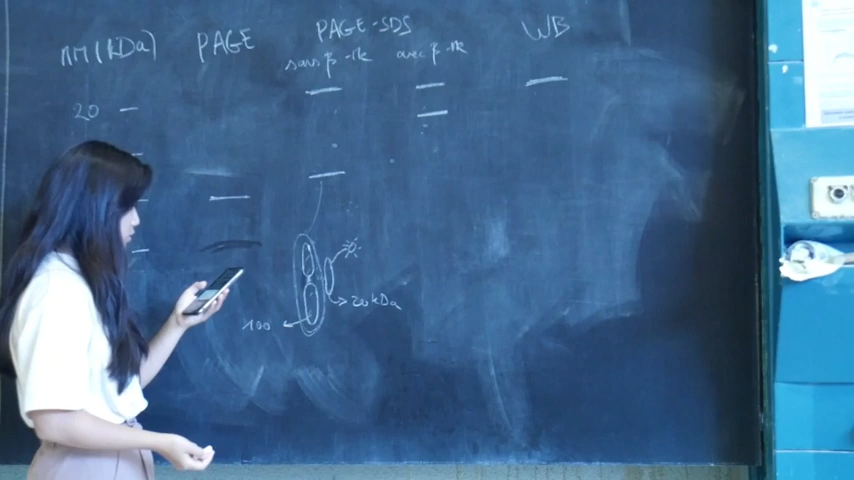 MM (kDa) PAGE PAGE-SDS WB
sans β-Me avec β-Me
20
20 kDa
100